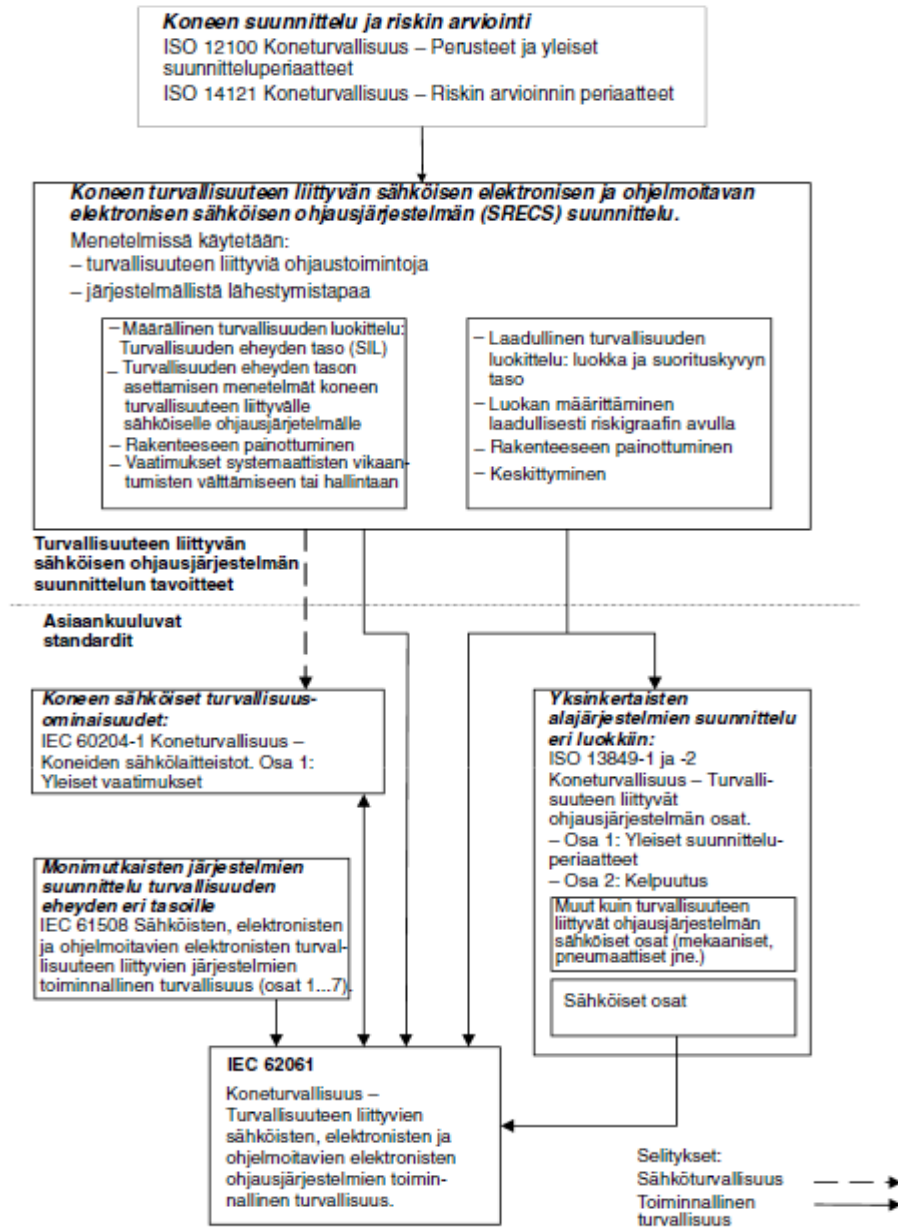 Koneen suunnittelu ja riskin arviointi
ISO 12100 Koneturvallisuus – Perusteet ja yleiset
suunnitteluperiaatteet
ISO 14121 Koneturvallisuus – Riskin arvioinnin periaatteet
Koneen turvallisuuteen liittyvän sähköisen elektronisen ja ohjelmoitavan
elektronisen sähköisen ohjausjärjestelmän (SRECS) suunnittelu.
Menetelmissä käytetään:
– turvallisuuteen liittyviä ohjaustoimintoja
– järjestelmällistä lähestymistapaa
– Määrällinen turvallisuuden luokittelu:
Turvallisuuden eheyden taso (SIL)
– Turvallisuuden eheyden tason
asettamisen menetelmät koneen
turvallisuuteen liittyvälle
sähköiselle ohjausjärjetelmälle
– Rakenteeseen painottuminen
– Vaatimukset systemaattisten vikaan-
tumisten välttämiseen tai hallintaan
– Laadullinen turvallisuuden
luokittelu: luokka ja suorituskyvyn
taso
– Luokan määrittäminen
laadullisesti riskigraafin avulla
– Rakenteeseen painottuminen
– Keskittyminen
Turvallisuuteen liittyvän
sähköisen ohjausjärjestelmän
suunnittelun tavoitteet
Asiaankuuluvat
standardit
Koneen sähköiset turvallisuus-
ominaisuudet:
IEC 60204-1 Koneturvallisuus –
Koneiden sähkölaitteistot. Osa 1:
Yleiset vaatimukset
Monimutkaisten järjestelmien
suunnittelu turvallisuuden
eheyden eri tasoille
IEC 61508 Sähköisten, elektronisten
ja ohjelmoitavien elektronisten turval-
lisuuteen liittyvien järjestelmien
toiminnallinen turvallisuus (osat 1...7).
Yksinkertaisten
alajärjestelmien suunnittelu
eri luokkiin:
ISO 13849-1 ja -2
Koneturvallisuus – Turvalli-
suuteen liittyvät
ohjausjärjestelmän osat.
– Osa 1: Yleiset suunnittelu-
periaatteet
– Osa 2: Kelpuutus
Muut kuin turvallisuuteen
liittyvät ohjausjärjestelmän
sähköiset osat (mekaaniset,
pneumaattiset jne.)
Sähköiset osat
IEC 62061
Koneturvallisuus –
Turvallisuuteen liittyvien
sähköisten, elektronisten ja
ohjelmoitavien elektronisten
ohjausjärjestelmien toimin-
nallinen turvallisuus.
Selitykset:
Sähköturvallisuus
Toiminnallinen
turvallisuus